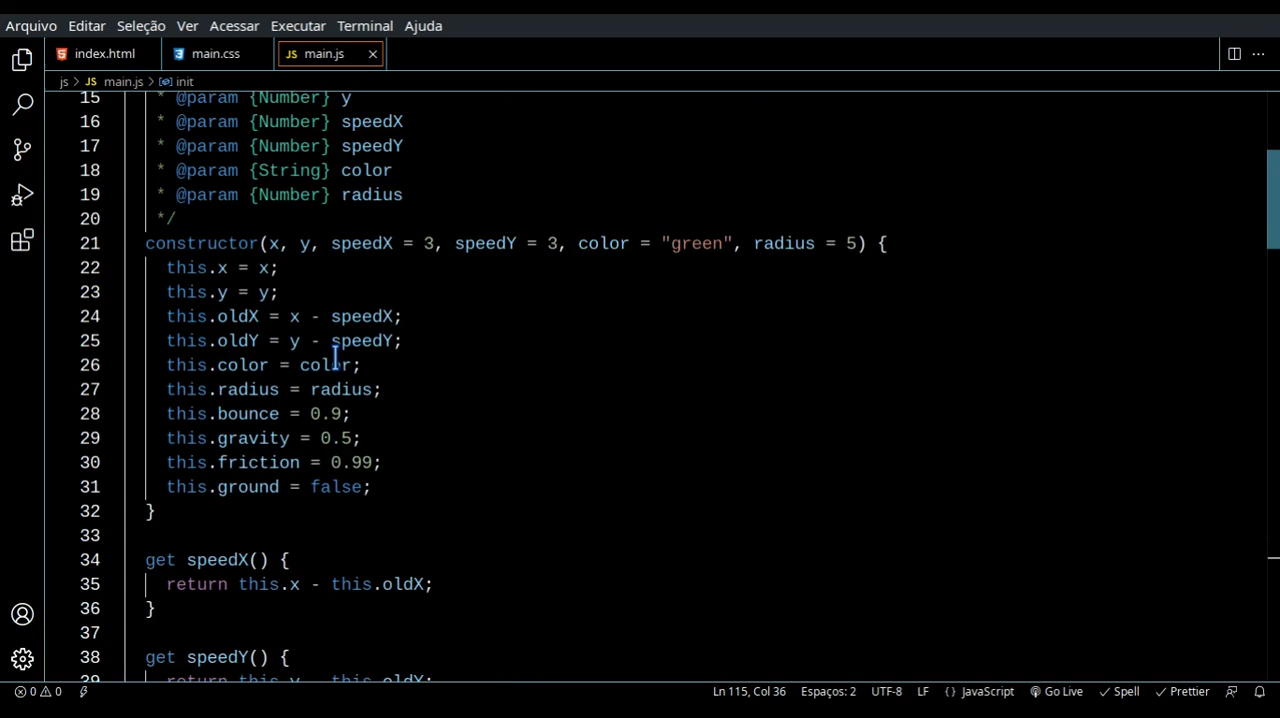 Arquivo Editar Seleção Ver Acessar Executar Terminal Ajuda
index.html main.css JS main.js ×
js > JS main.js > init
15 * @param {Number} y
16 * @param {Number} speedX
17 * @param {Number} speedY
18 * @param {String} color
19 * @param {Number} radius
20 */
21 constructor(x, y, speedX = 3, speedY = 3, color = "green", radius = 5) {
22 this.x = x;
23 this.y = y;
24 this.oldX = x - speedX;
25 this.oldY = y - speedY;
26 this.color = color;
27 this.radius = radius;
28 this.bounce = 0.9;
29 this.gravity = 0.5;
30 this.friction = 0.99;
31 this.ground = false;
32 }
33
34 get speedX() {
35 return this.x - this.oldX;
36 }
37
38 get speedY() {
39 return this.y - this.oldY;
0 0 Ln 115, Col 36 Espaços: 2 UTF-8 LF {} JavaScript Go Live Spell Prettier